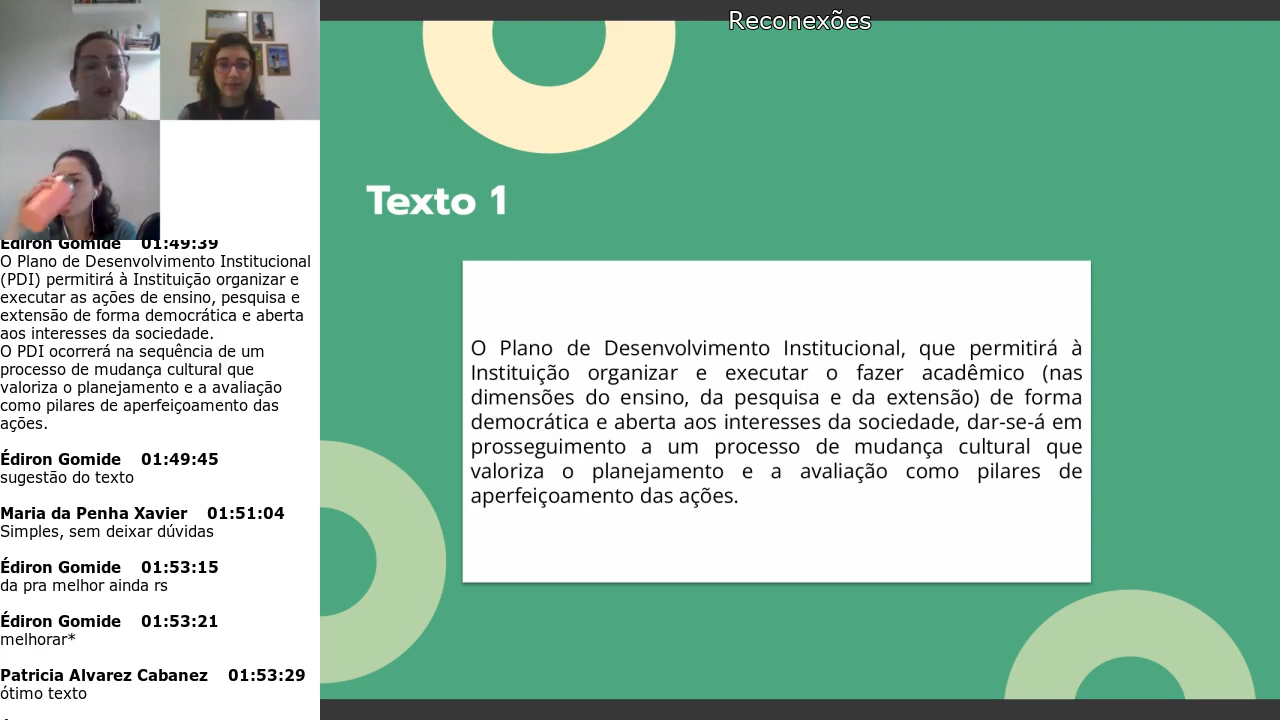 Reconexões
Texto 1
O Plano de Desenvolvimento Institucional, que permitirá à
Instituição organizar e executar o fazer acadêmico (nas
dimensões do ensino, da pesquisa e da extensão) de forma
democrática e aberta aos interesses da sociedade, dar-se-á em
prosseguimento a um processo de mudança cultural que
valoriza o planejamento e a avaliação como pilares de
aperfeiçoamento das ações.
Édiron Gomide 01:49:39
O Plano de Desenvolvimento Institucional
(PDI) permitirá à Instituição organizar e
executar as ações de ensino, pesquisa e
extensão de forma democrática e aberta
aos interesses da sociedade.
O PDI ocorrerá na sequência de um
processo de mudança cultural que
valoriza o planejamento e a avaliação
como pilares de aperfeiçoamento das
ações.
Édiron Gomide 01:49:45
sugestão do texto
Maria da Penha Xavier 01:51:04
Simples, sem deixar dúvidas
Édiron Gomide 01:53:15
da pra melhor ainda rs
Édiron Gomide 01:53:21
melhorar*
Patricia Alvarez Cabanez 01:53:29
ótimo texto